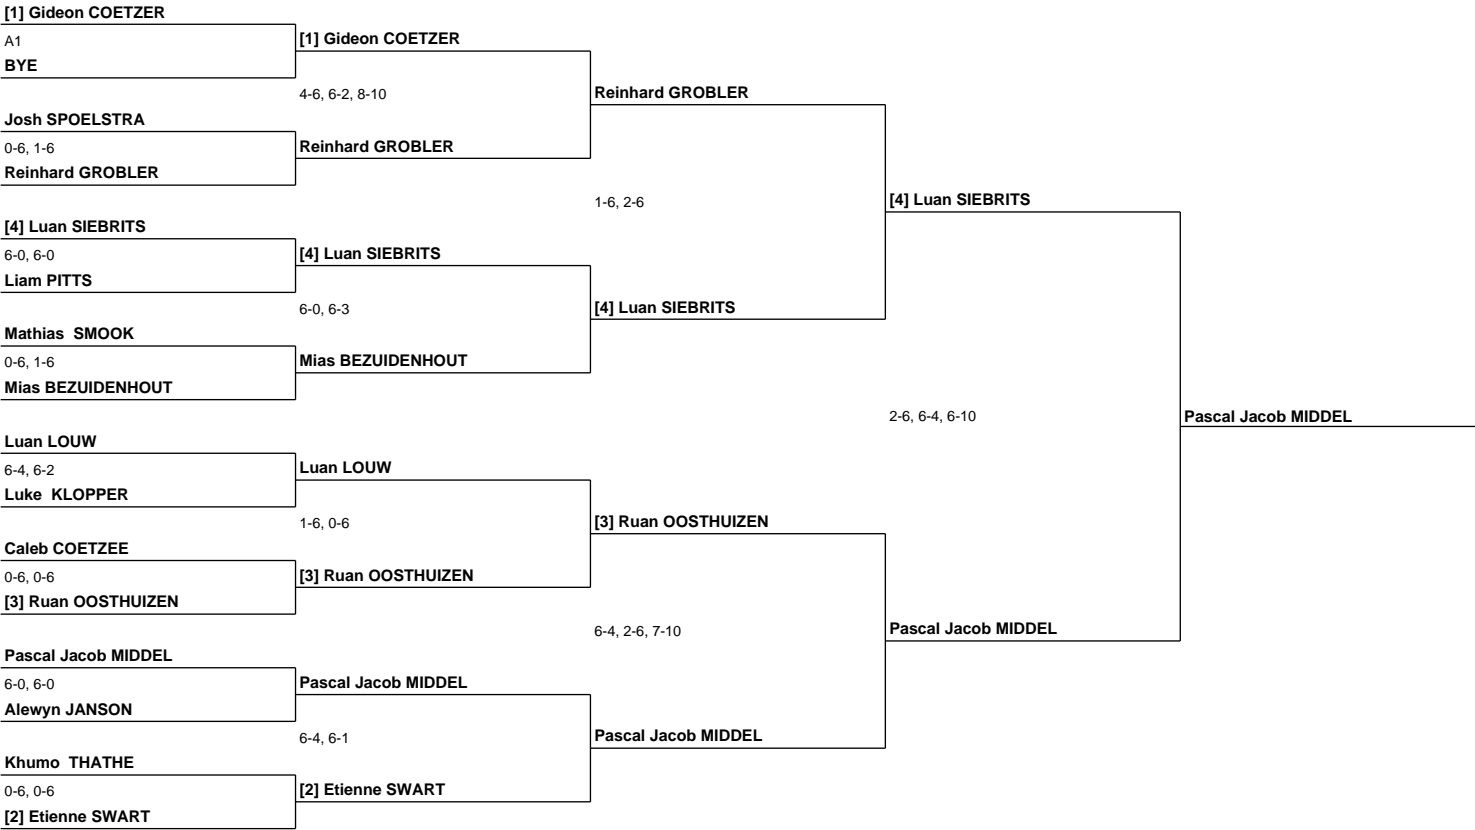 [1] Gideon COETZER
A1
BYE
Josh SPOELSTRA
0-6, 1-6
Reinhard GROBLER
[4] Luan SIEBRITS
6-0, 6-0
Liam PITTS
Mathias  SMOOK
0-6, 1-6
Mias BEZUIDENHOUT
Luan LOUW
6-4, 6-2
Luke  KLOPPER
Caleb COETZEE
0-6, 0-6
[3] Ruan OOSTHUIZEN
Pascal Jacob MIDDEL
6-0, 6-0
Alewyn JANSON
Khumo  THATHE
0-6, 0-6
[2] Etienne SWART
[1] Gideon COETZER
4-6, 6-2, 8-10
Reinhard GROBLER
[4] Luan SIEBRITS
6-0, 6-3
Mias BEZUIDENHOUT
Luan LOUW
1-6, 0-6
[3] Ruan OOSTHUIZEN
Pascal Jacob MIDDEL
6-4, 6-1
[2] Etienne SWART
Reinhard GROBLER
1-6, 2-6
[4] Luan SIEBRITS
[3] Ruan OOSTHUIZEN
6-4, 2-6, 7-10
Pascal Jacob MIDDEL
[4] Luan SIEBRITS
2-6, 6-4, 6-10
Pascal Jacob MIDDEL
Pascal Jacob MIDDEL